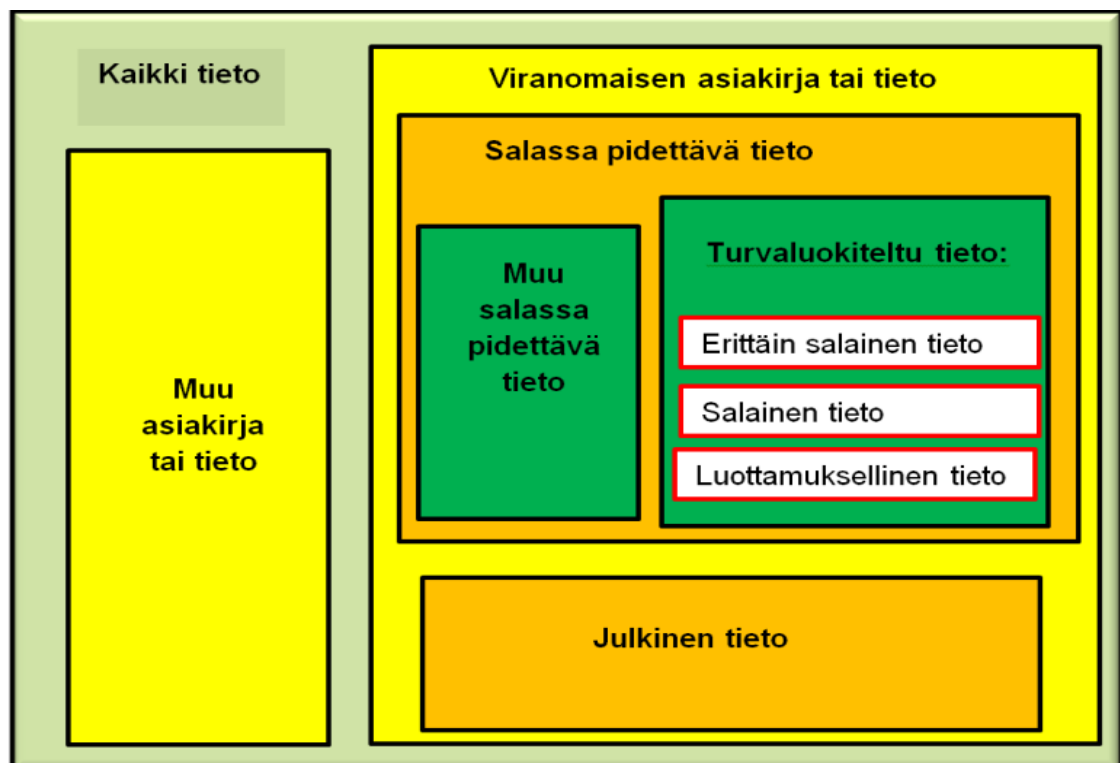 Kaikki tieto
Muu
asiakirja
tai tieto
Viranomaisen asiakirja tai tieto
Salassa pidettävä tieto
Muu
salassa
pidettävä
tieto
Turvaluokiteltu tieto:
Erittäin salainen tieto
Salainen tieto
Luottamuksellinen tieto
Julkinen tieto